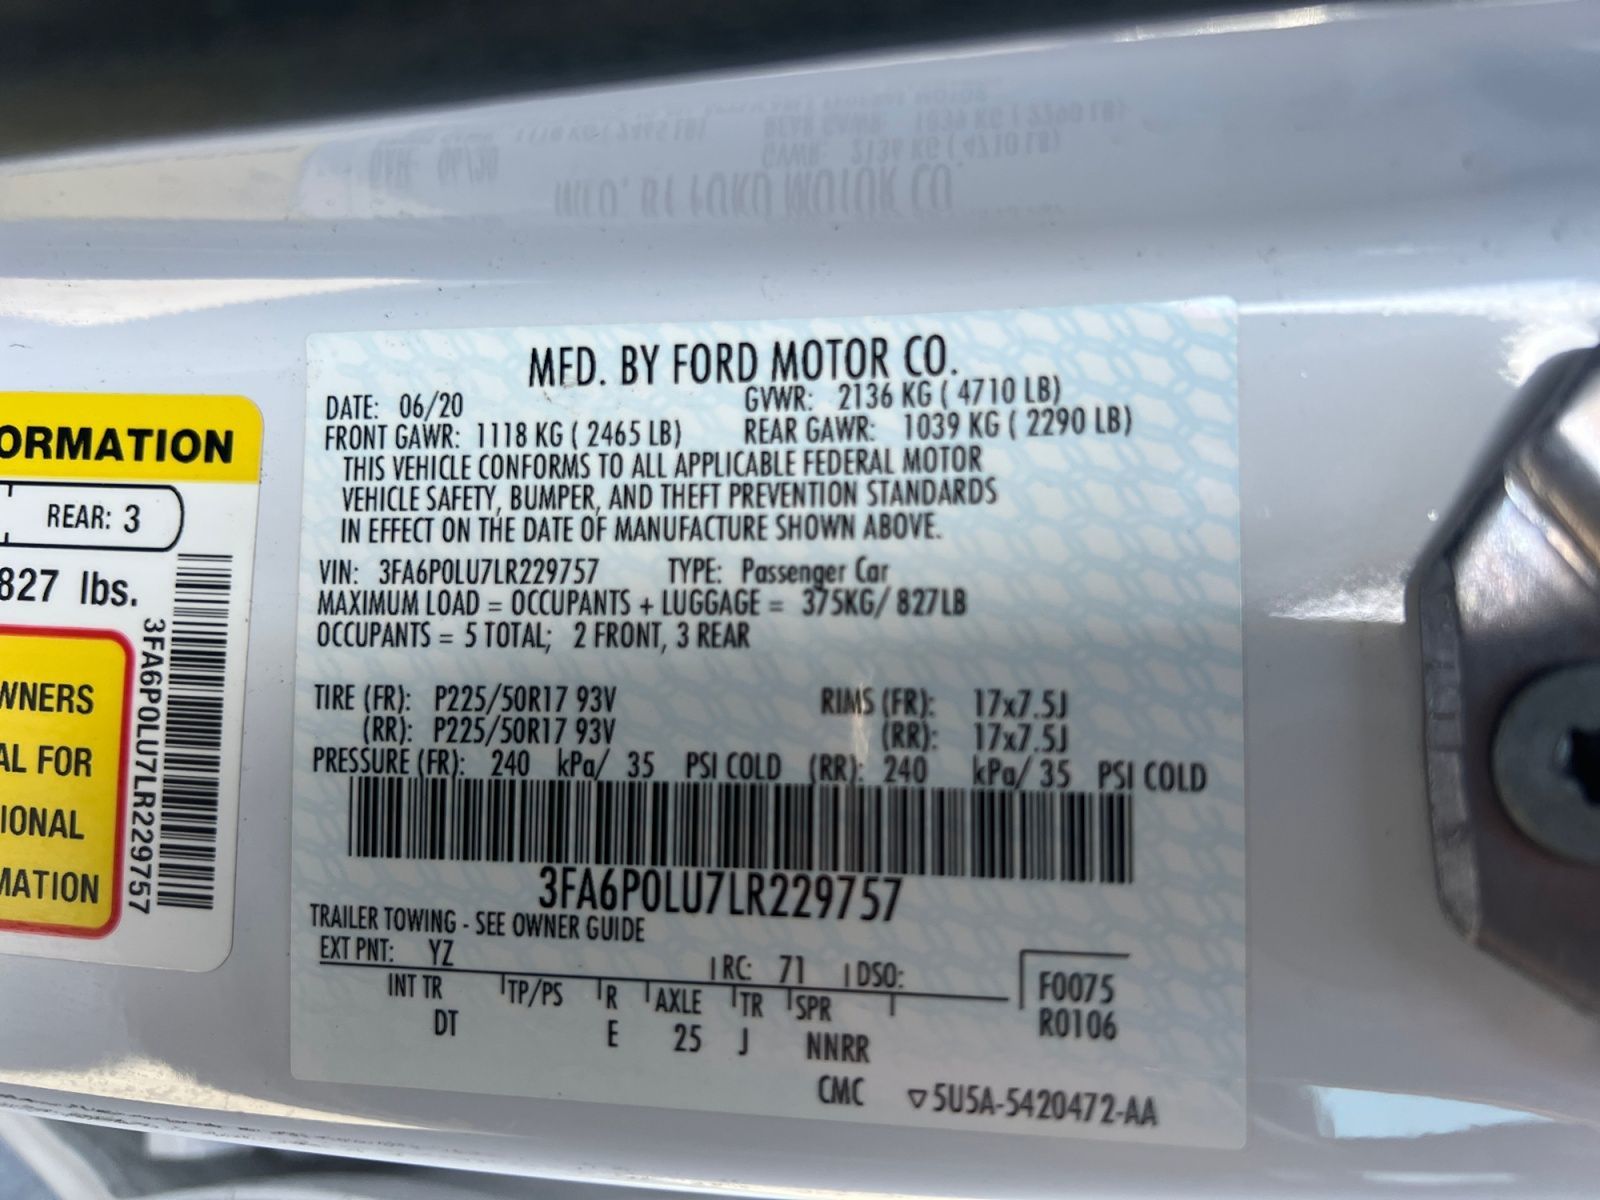 MFD. BY FORD MOTOR CO.
DATE: 06/20 GVWR: 2136 KG ( 4710 LB)
FRONT GAWR: 1118 KG ( 2465 LB) REAR GAWR: 1039 KG ( 2290 LB)
THIS VEHICLE CONFORMS TO ALL APPLICABLE FEDERAL MOTOR
VEHICLE SAFETY, BUMPER, AND THEFT PREVENTION STANDARDS
IN EFFECT ON THE DATE OF MANUFACTURE SHOWN ABOVE.
VIN: 3FA6P0LU7LR229757 TYPE: Passenger Car
MAXIMUM LOAD = OCCUPANTS + LUGGAGE = 375KG/ 827LB
OCCUPANTS = 5 TOTAL; 2 FRONT, 3 REAR
TIRE (FR): P225/50R17 93V RIMS (FR): 17x7.5J
(RR): P225/50R17 93V (RR): 17x7.5J
PRESSURE (FR): 240 kPa/ 35 PSI COLD (RR): 240 kPa/ 35 PSI COLD
3FA6P0LU7LR229757
TRAILER TOWING - SEE OWNER GUIDE
EXT PNT: YZ RC: 71 DSO:
INT TR TP/PS R AXLE TR SPR
DT E 25 J NNRR
F0075
R0106
CMC ▽5U5A-5420472-AA
ORMATION
REAR: 3
827 lbs.
WNERS
AL FOR
IONAL
MATION
3FA6P0LU7LR229757